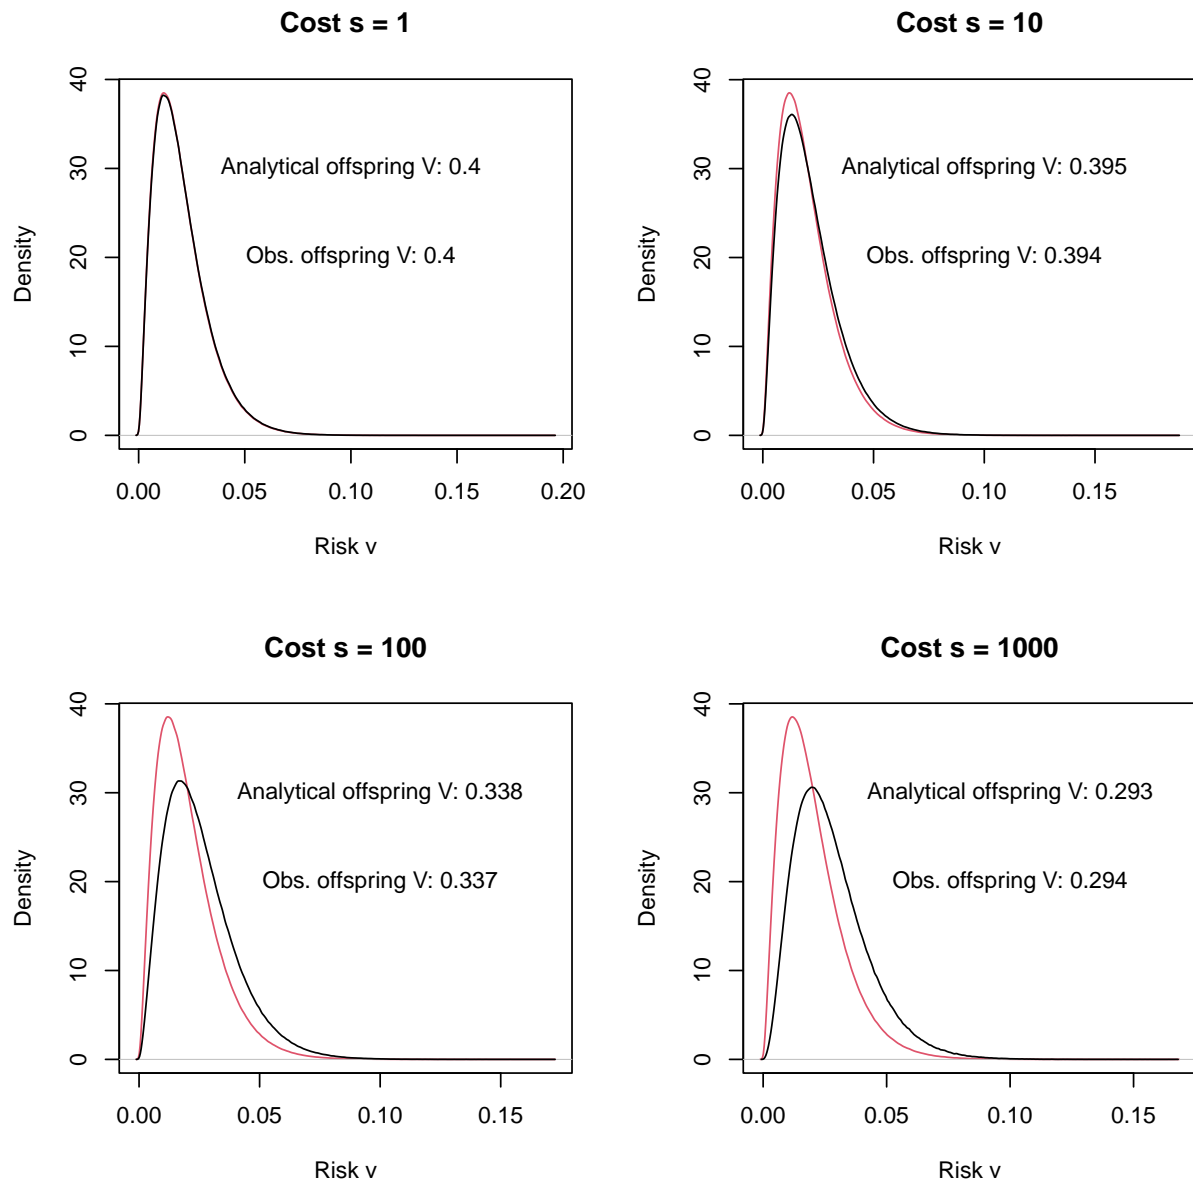 Cost s = 1
40
30
20
10
0
Density
Analytical offspring V: 0.4
Obs. offspring V: 0.4
0.00 0.05 0.10 0.15 0.20
Risk v
Cost s = 10
40
30
20
10
0
Density
Analytical offspring V: 0.395
Obs. offspring V: 0.394
0.00 0.05 0.10 0.15
Risk v
Cost s = 100
40
30
20
10
0
Density
Analytical offspring V: 0.338
Obs. offspring V: 0.337
0.00 0.05 0.10 0.15
Risk v
Cost s = 1000
40
30
20
10
0
Density
Analytical offspring V: 0.293
Obs. offspring V: 0.294
0.00 0.05 0.10 0.15
Risk v